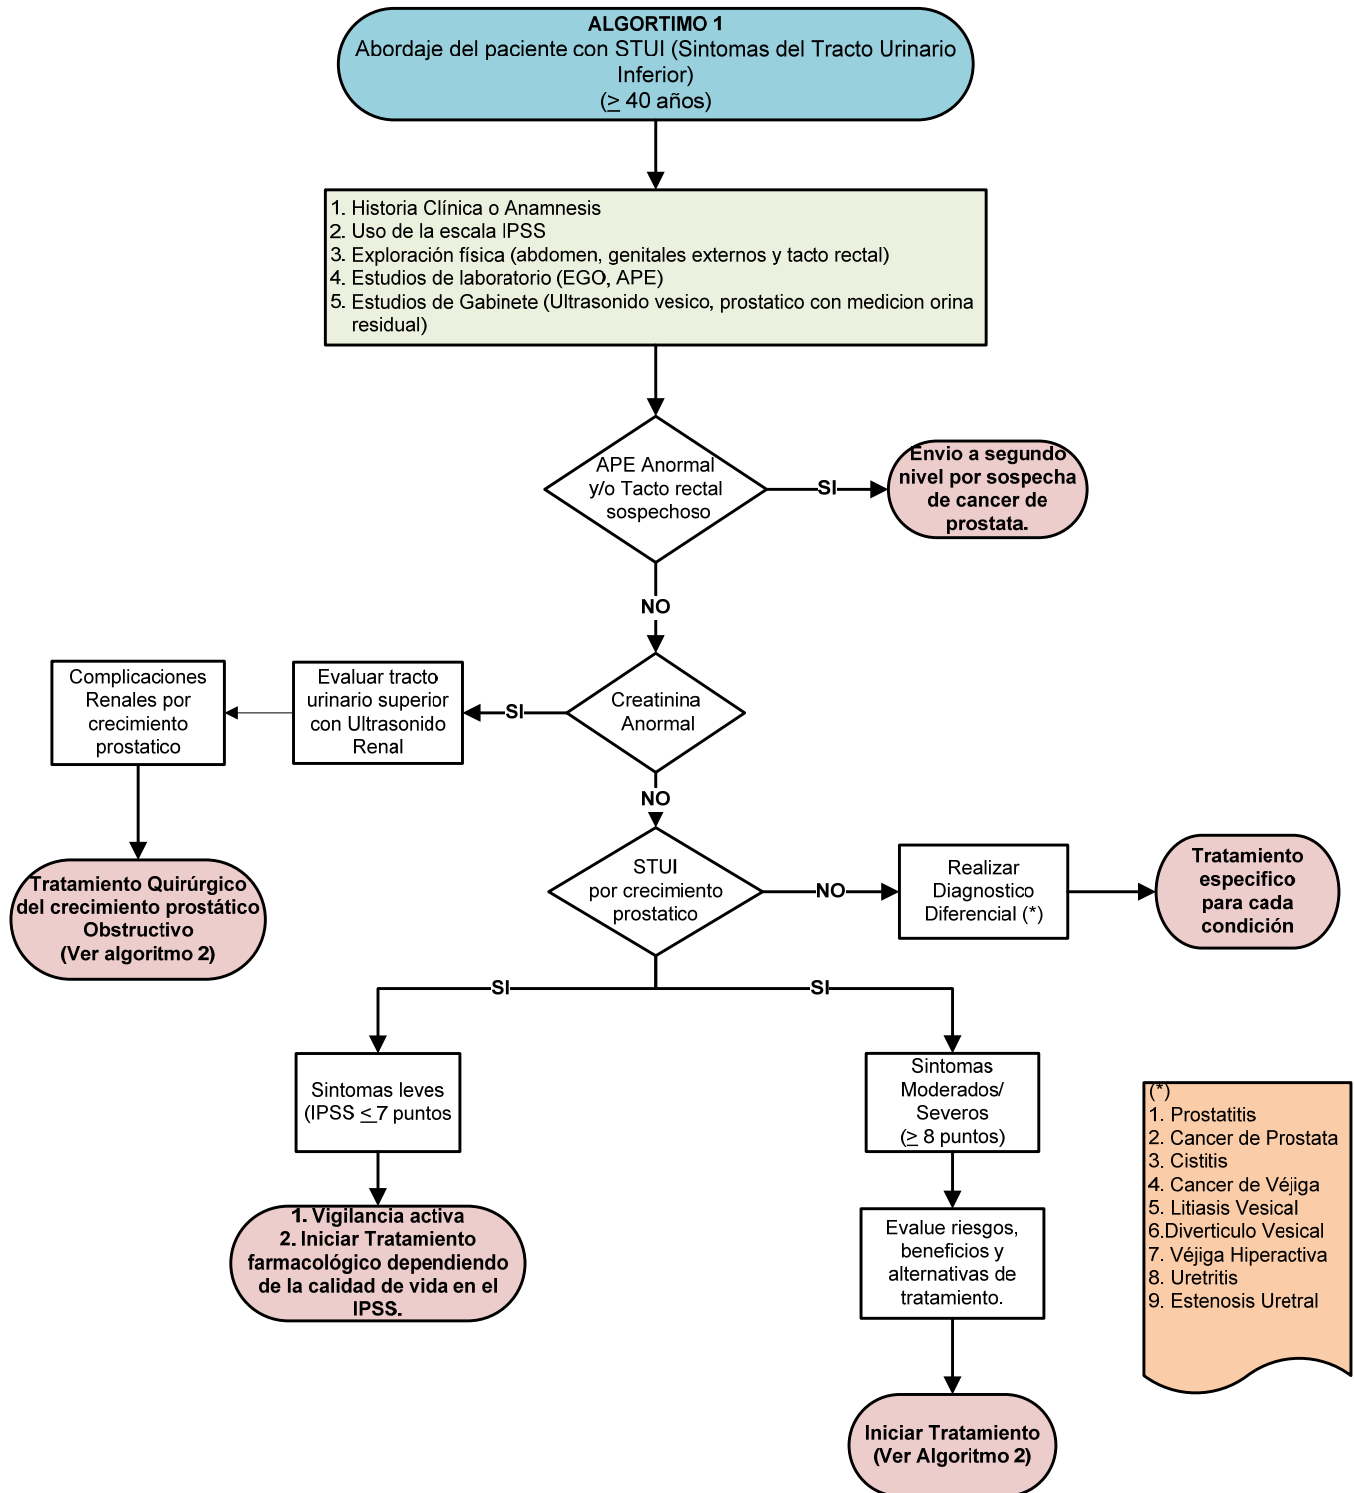 ALGORTIMO 1
Abordaje del paciente con STUI (Sintomas del Tracto Urinario
Inferior)
(≥ 40 años)
1. Historia Clínica o Anamnesis
2. Uso de la escala IPSS
3. Exploración física (abdomen, genitales externos y tacto rectal)
4. Estudios de laboratorio (EGO, APE)
5. Estudios de Gabinete (Ultrasonido vesico, prostatico con medicion orina
residual)
APE Anormal
y/o Tacto rectal
sospechoso
SI
Envio a segundo
nivel por sospecha
de cancer de
prostata.
NO
Creatinina
Anormal
SI
Evaluar tracto
urinario superior
con Ultrasonido
Renal
Complicaciones
Renales por
crecimiento
prostatico
Tratamiento Quirúrgico
del crecimiento prostático
Obstructivo
(Ver algoritmo 2)
NO
STUI
por crecimiento
prostatico
NO
Realizar
Diagnostico
Diferencial (*)
Tratamiento
especifico
para cada
condición
SI
SI
Sintomas leves
(IPSS ≤ 7 puntos
1. Vigilancia activa
2. Iniciar Tratamiento
farmacológico dependiendo
de la calidad de vida en el
IPSS.
Sintomas
Moderados/
Severos
(≥ 8 puntos)
Evalue riesgos,
beneficios y
alternativas de
tratamiento.
Iniciar Tratamiento
(Ver Algoritmo 2)
(*)
1. Prostatitis
2. Cancer de Prostata
3. Cistitis
4. Cancer de Véjiga
5. Litiasis Vesical
6.Diverticulo Vesical
7. Véjiga Hiperactiva
8. Uretritis
9. Estenosis Uretral